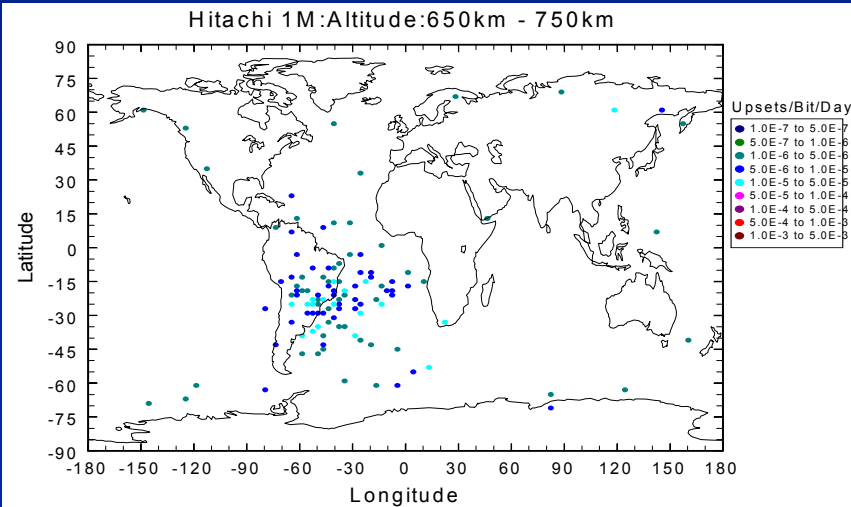 Hitachi 1M:Altitude:650km - 750km
90
75
60
45
30
15
0
-15
-30
-45
-60
-75
-90
Latitude
-180 -150 -120 -90 -60 -30 0 30 60 90 120 150 180
Longitude
Upsets/Bit/Day
1.0E-7 to 5.0E-7
5.0E-7 to 1.0E-6
1.0E-6 to 5.0E-6
5.0E-6 to 1.0E-5
1.0E-5 to 5.0E-5
5.0E-5 to 1.0E-4
1.0E-4 to 5.0E-4
5.0E-4 to 1.0E-3
1.0E-3 to 5.0E-3